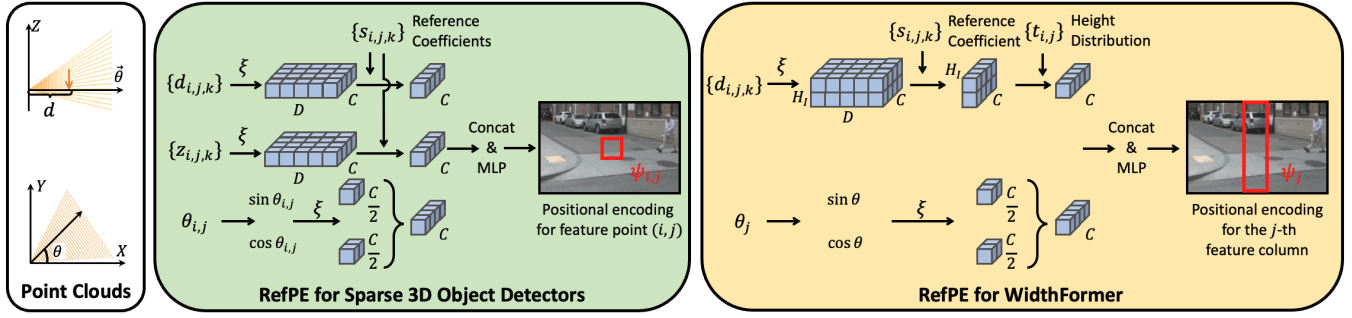 Z
$\vec{\theta}$
d
Y
θ
X
Point Clouds
{s_{i,j,k}}
Reference
Coefficients
{d_{i,j,k}}
ξ
D
C
C
{z_{i,j,k}}
ξ
D
C
C
Concat
&
MLP
θ_{i,j}
sin θ_{i,j}
cos θ_{i,j}
ξ
C/2
C/2
C
ψ_{i,j}
Positional encoding
for feature point (i, j)
RefPE for Sparse 3D Object Detectors
{s_{i,j,k}}
Reference
Coefficient
{t_{i,j}}
Height
Distribution
{d_{i,j,k}}
ξ
H_I
D
C
H_I
C
C
Concat
&
MLP
θ_j
sin θ
cos θ
ξ
C/2
C/2
C
ψ_j
Positional encoding
for the j-th
feature column
RefPE for WidthFormer